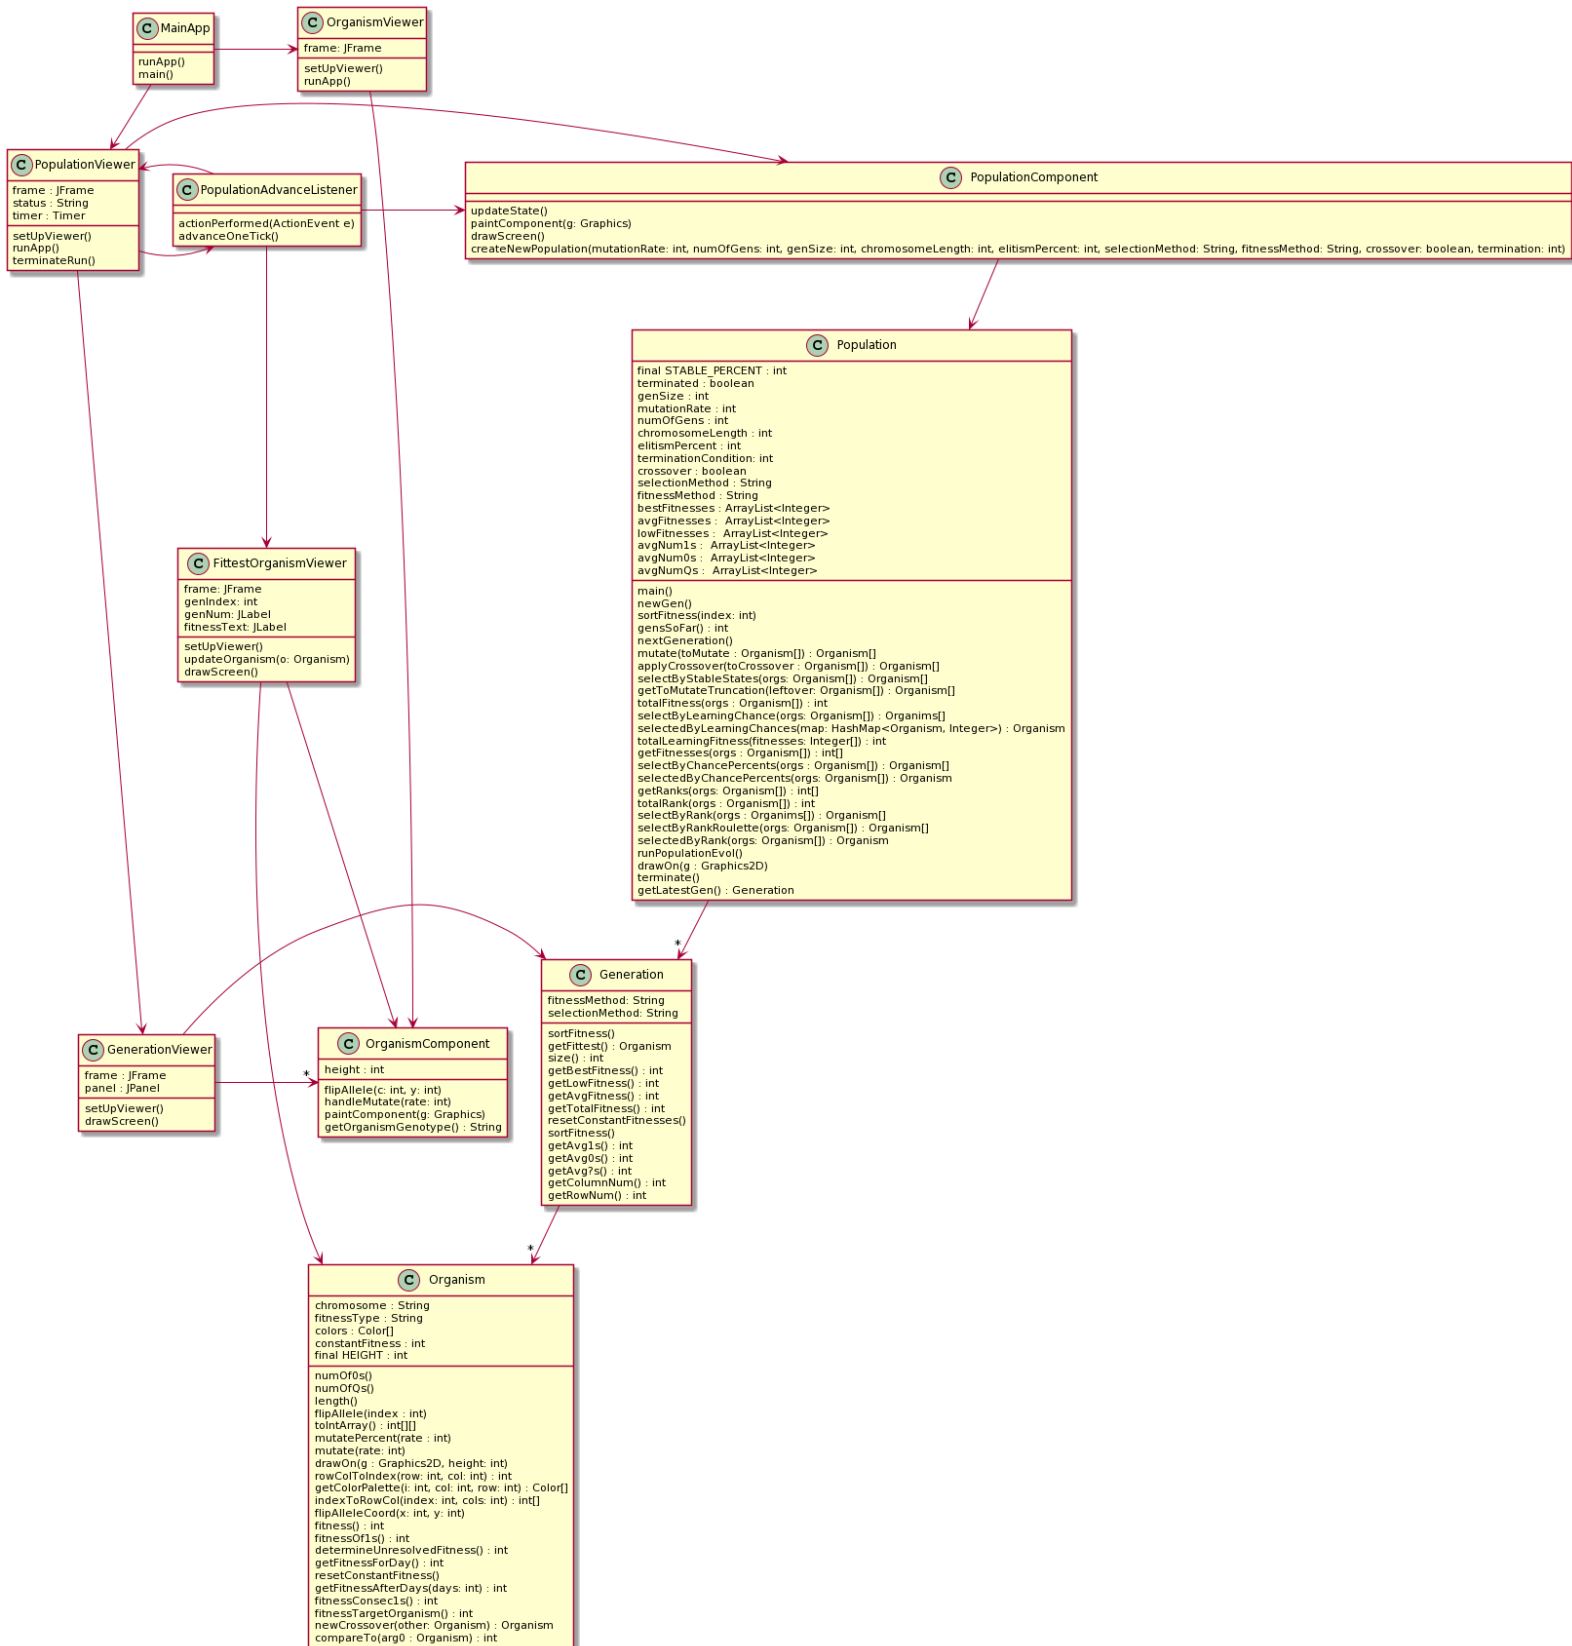 C MainApp
runApp()
main()
C OrganismViewer
frame: JFrame
setUpViewer()
runApp()
C PopulationViewer
frame : JFrame
status : String
timer : Timer
setUpViewer()
runApp()
terminateRun()
C PopulationAdvanceListener
actionPerformed(ActionEvent e)
advanceOneTick()
C PopulationComponent
updateState()
paintComponent(g: Graphics)
drawScreen()
createNewPopulation(mutationRate: int, numOfGens: int, genSize: int, chromosomeLength: int, elitismPercent: int, selectionMethod: String, fitnessMethod: String, crossover: boolean, termination: int)
C Population
final STABLE_PERCENT : int
terminated : boolean
genSize : int
mutationRate : int
numOfGens : int
chromosomeLength : int
elitismPercent : int
terminationCondition: int
crossover : boolean
selectionMethod : String
fitnessMethod : String
bestFitnesses : ArrayList<Integer>
avgFitnesses :  ArrayList<Integer>
lowFitnesses :  ArrayList<Integer>
avgNum1s :  ArrayList<Integer>
avgNum0s :  ArrayList<Integer>
avgNumQs :  ArrayList<Integer>
main()
newGen()
sortFitness(index: int)
gensSoFar() : int
nextGeneration()
mutate(toMutate : Organism[]) : Organism[]
applyCrossover(toCrossover : Organism[]) : Organism[]
selectByStableStates(orgs: Organism[]) : Organism[]
getToMutateTruncation(leftover: Organism[]) : Organism[]
totalFitness(orgs : Organism[]) : int
selectByLearningChance(orgs: Organism[]) : Organims[]
selectedByLearningChances(map: HashMap<Organism, Integer>) : Organism
totalLearningFitness(fitnesses: Integer[]) : int
getFitnesses(orgs : Organism[]) : int[]
selectByChancePercents(orgs : Organism[]) : Organism[]
selectedByChancePercents(orgs: Organism[]) : Organism
getRanks(orgs: Organism[]) : int[]
totalRank(orgs : Organism[]) : int
selectByRank(orgs : Organims[]) : Organism[]
selectByRankRoulette(orgs: Organism[]) : Organism[]
selectedByRank(orgs: Organism[]) : Organism
runPopulationEvol()
drawOn(g : Graphics2D)
terminate()
getLatestGen() : Generation
C FittestOrganismViewer
frame: JFrame
genIndex: int
genNum: JLabel
fitnessText: JLabel
setUpViewer()
updateOrganism(o: Organism)
drawScreen()
*
C Generation
fitnessMethod: String
selectionMethod: String
sortFitness()
getFittest() : Organism
size() : int
getBestFitness() : int
getLowFitness() : int
getAvgFitness() : int
getTotalFitness() : int
resetConstantFitnesses()
sortFitness()
getAvg1s() : int
getAvg0s() : int
getAvg?s() : int
getColumnNum() : int
getRowNum() : int
C GenerationViewer
frame : JFrame
panel : JPanel
setUpViewer()
drawScreen()
*
C OrganismComponent
height : int
flipAllele(c: int, y: int)
handleMutate(rate: int)
paintComponent(g: Graphics)
getOrganismGenotype() : String
*
C Organism
chromosome : String
fitnessType : String
colors : Color[]
constantFitness : int
final HEIGHT : int
numOf0s()
numOfQs()
length()
flipAllele(index : int)
toIntArray() : int[][]
mutatePercent(rate : int)
mutate(rate: int)
drawOn(g : Graphics2D, height: int)
rowColToIndex(row: int, col: int) : int
getColorPalette(i: int, col: int, row: int) : Color[]
indexToRowCol(index: int, cols: int) : int[]
flipAlleleCoord(x: int, y: int)
fitness() : int
fitnessOf1s() : int
determineUnresolvedFitness() : int
getFitnessForDay() : int
resetConstantFitness()
getFitnessAfterDays(days: int) : int
fitnessConsec1s() : int
fitnessTargetOrganism() : int
newCrossover(other: Organism) : Organism
compareTo(arg0 : Organism) : int